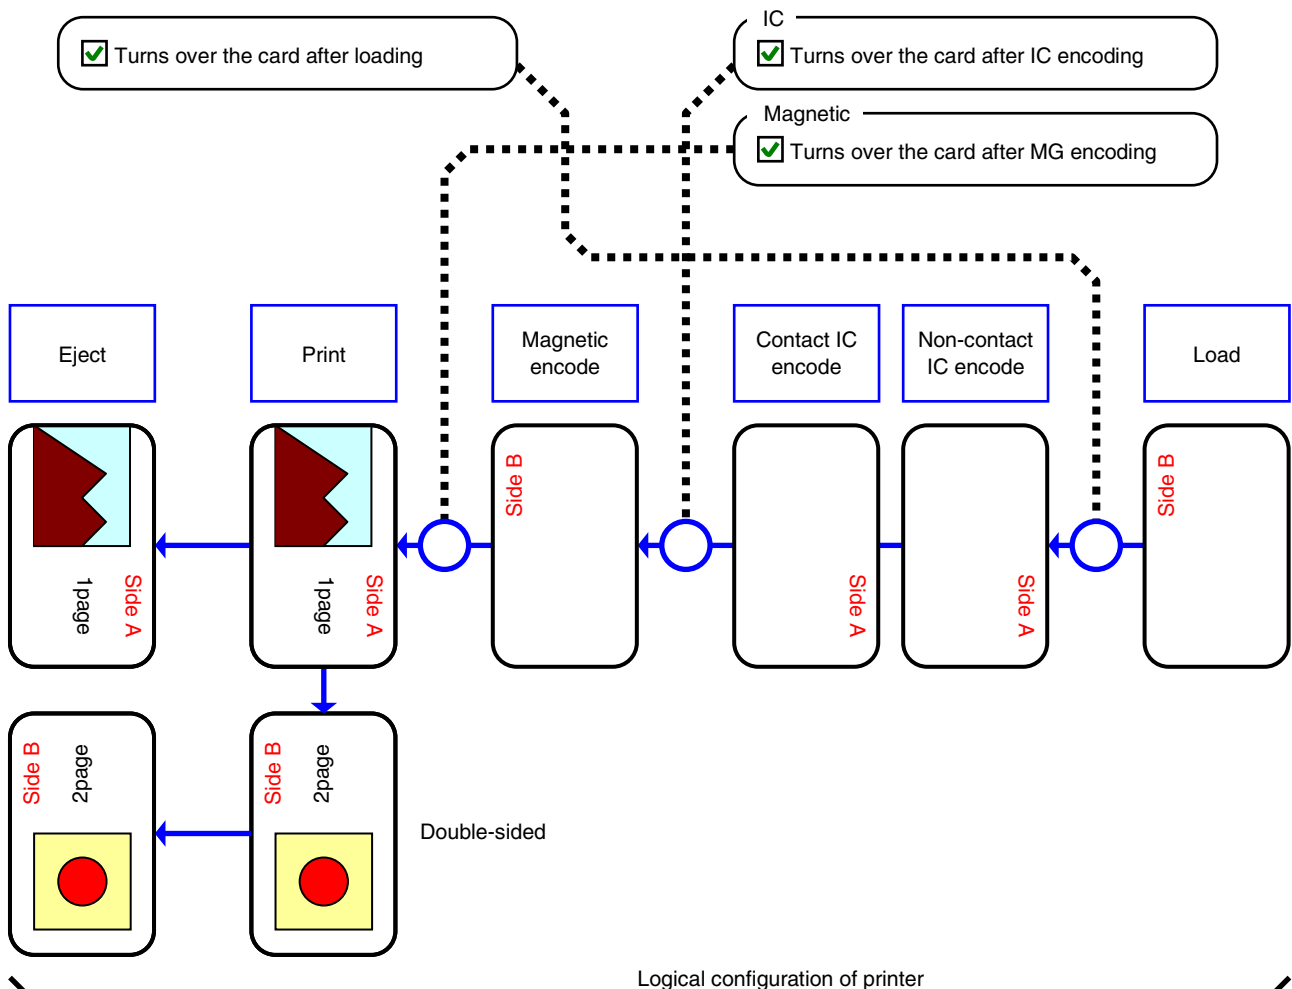 Turns over the card after loading
IC
Turns over the card after IC encoding
Magnetic
Turns over the card after MG encoding
Eject
Print
Magnetic
encode
Contact IC
encode
Non-contact
IC encode
Load
1page
Side A
1page
Side A
Side B
Side A
Side A
Side B
Side B
2page
Side B
2page
Double-sided
Logical configuration of printer